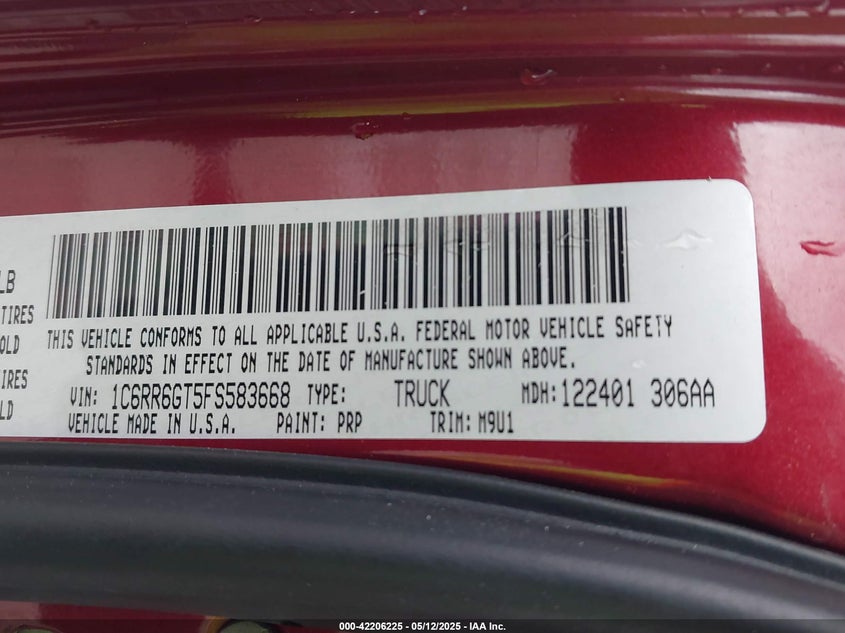 LB
TIRES
OLD
IRES
LD
THIS VEHICLE CONFORMS TO ALL APPLICABLE U.S.A. FEDERAL MOTOR VEHICLE SAFETY
STANDARDS IN EFFECT ON THE DATE OF MANUFACTURE SHOWN ABOVE.
VIN: 1C6RR6GT5FS583668 TYPE: TRUCK MDH: 122401 306AA
VEHICLE MADE IN U.S.A. PAINT: PRP TRIM: M9U1
000-42206225 - 05/12/2025 - IAA Inc.